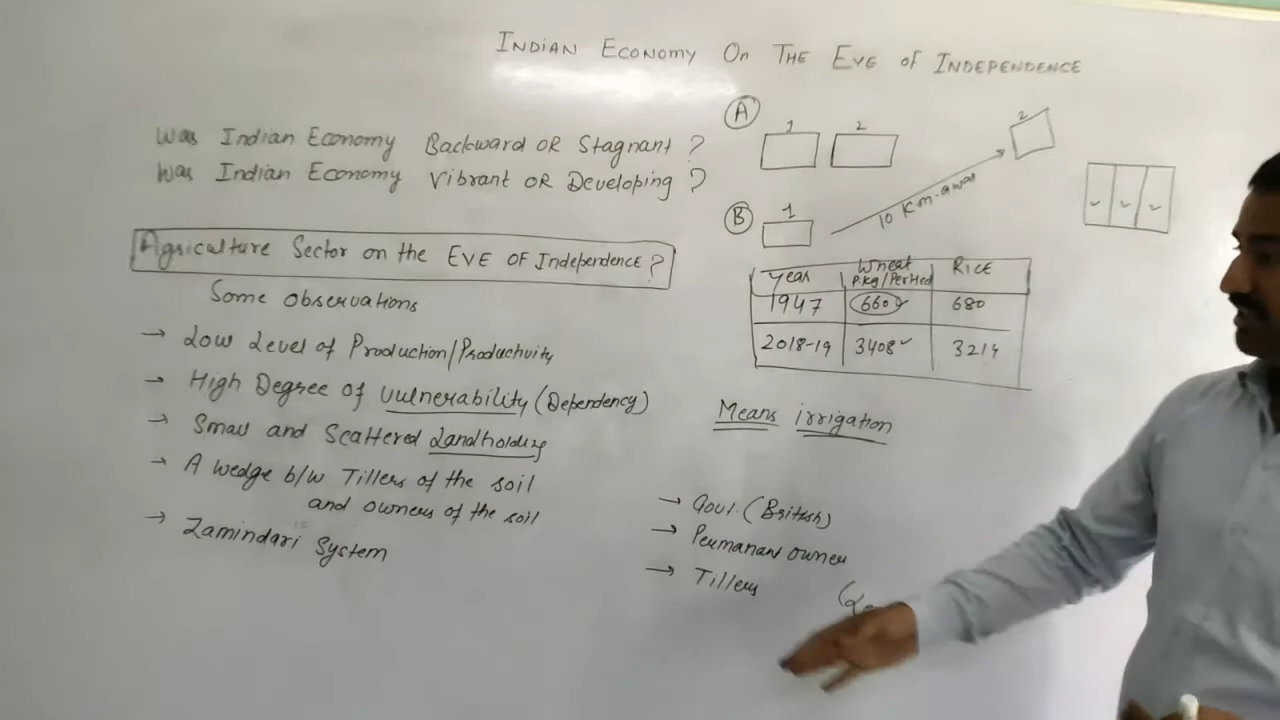 INDIAN ECONOMY On THE EVE of INDEPENDENCE
Was Indian Economy Backward OR Stagnant ?
Was Indian Economy Vibrant OR Developing ?
Agriculture Sector on the EVE OF Independence ?
Some Observations
→ Low Level of Production/Productivity
→ High Degree of Vulnerability (Dependency)
→ Small and Scattered Landholding
→ A wedge b/w Tillers of the soil
and owners of the soil
→ Zamindari System
A
1 2
2
10 Km-away
B
1
Year Wheat RICE
P.kg/PerHed
1947 660 680
2018-19 3408 3214
Means irrigation
→ Govt. (British)
→ Permanant owner
→ Tillers